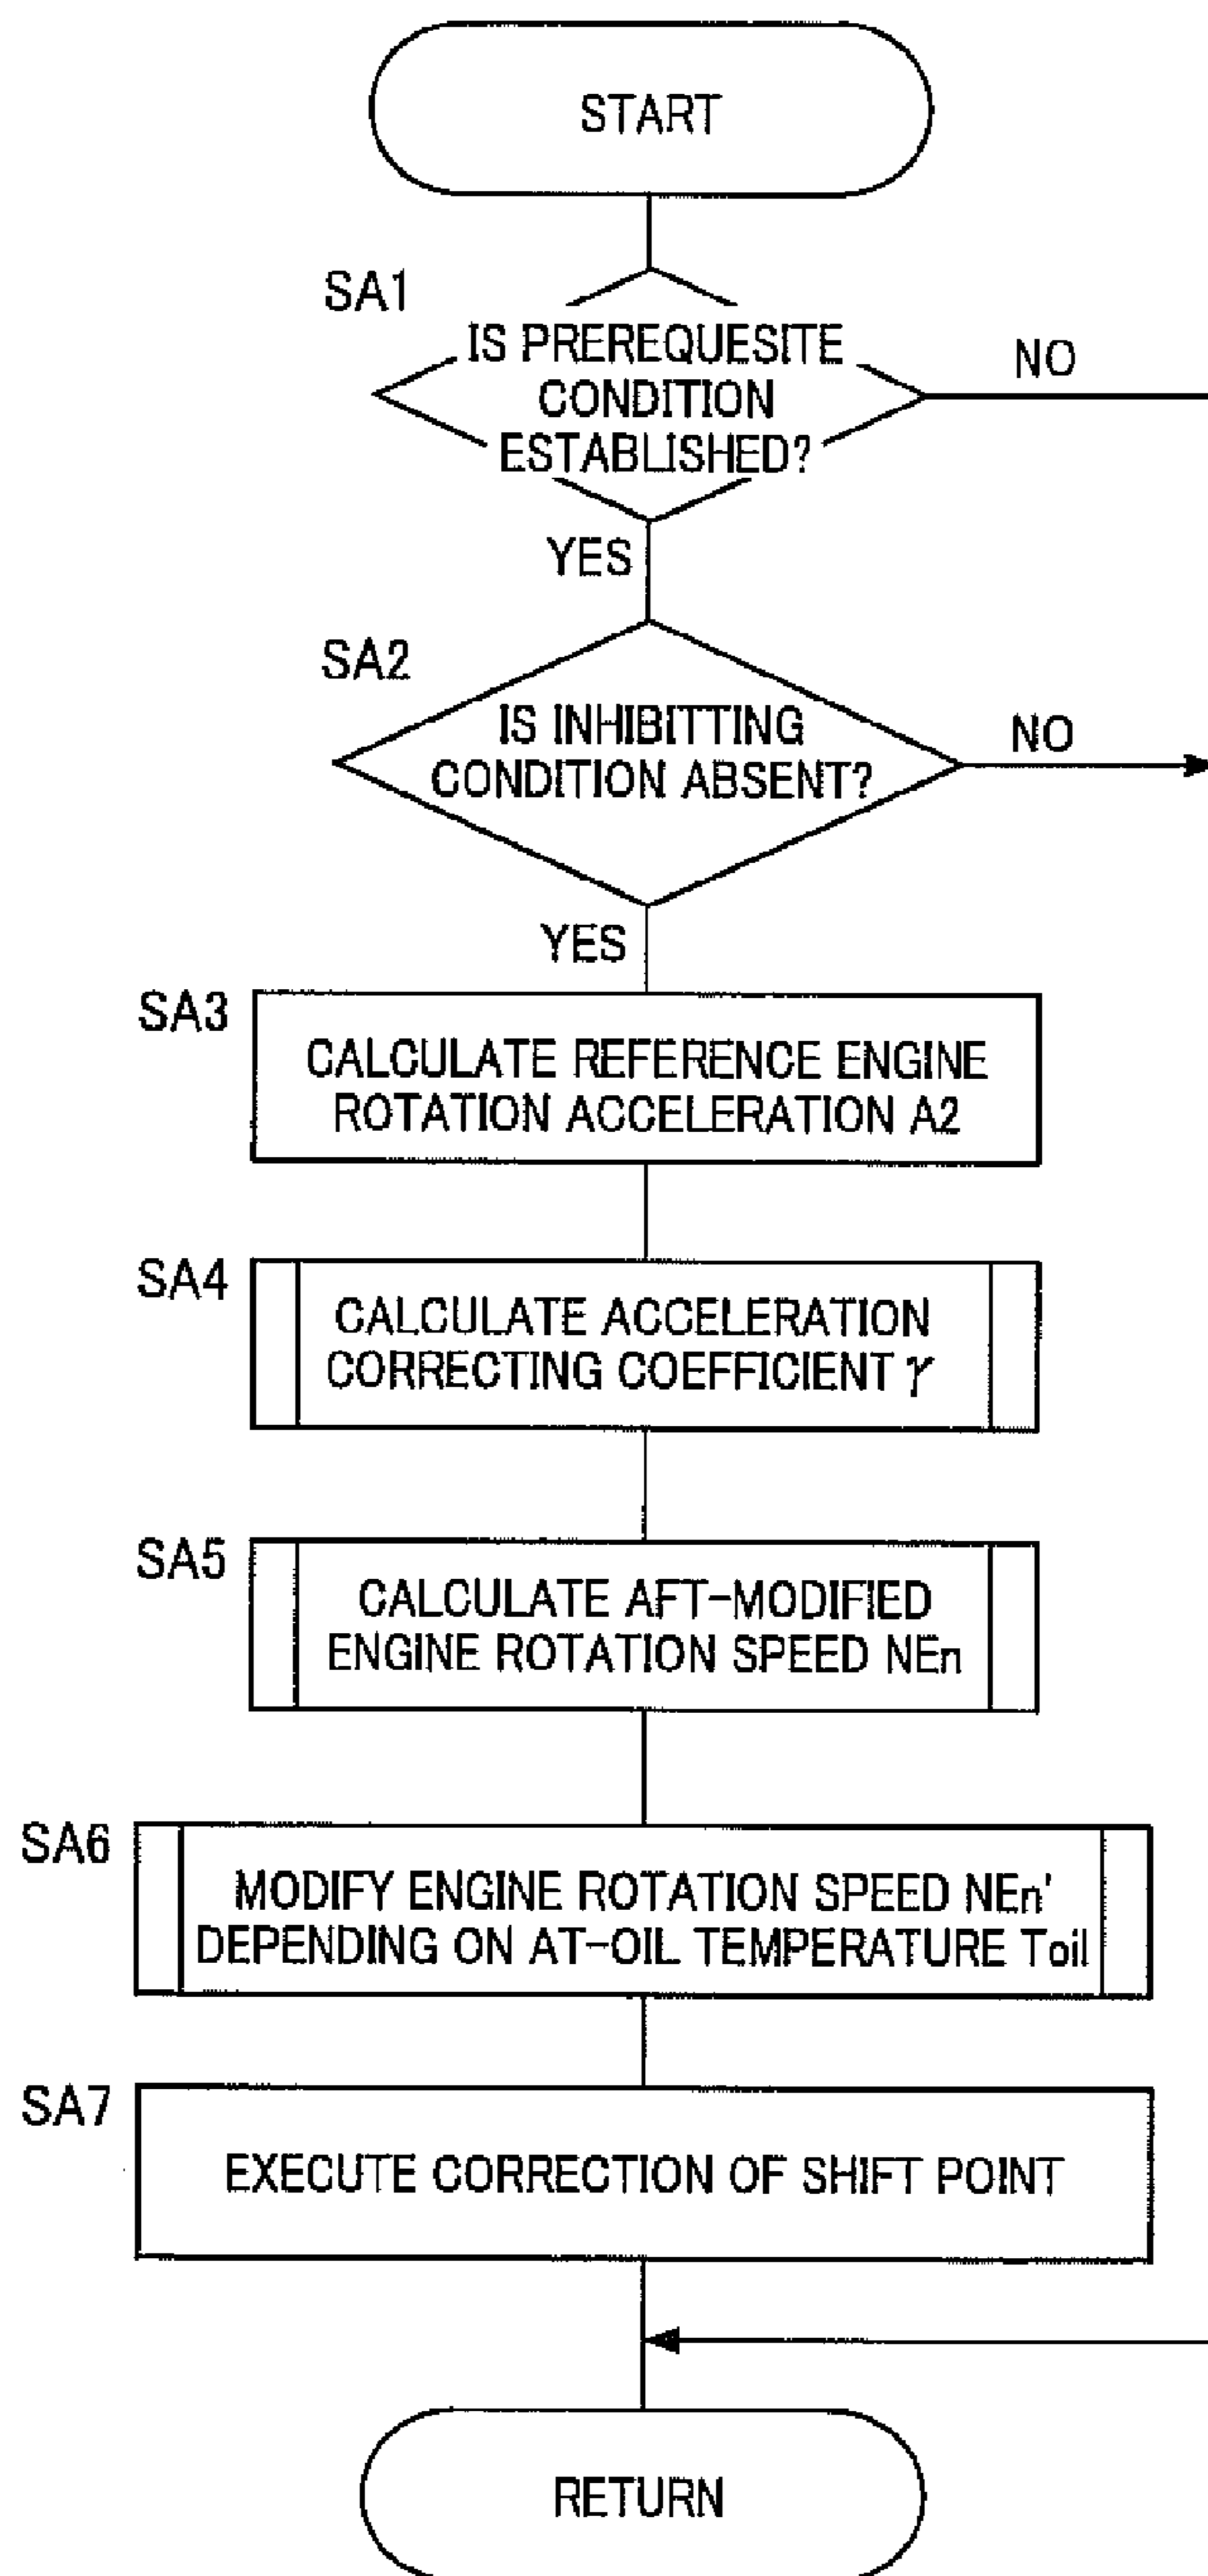 START
SA1
IS PREREQUESITE
CONDITION
ESTABLISHED?
NO
YES
SA2
IS INHIBITTING
CONDITION ABSENT?
NO
YES
SA3
CALCULATE REFERENCE ENGINE
ROTATION ACCELERATION A2
SA4
CALCULATE ACCELERATION
CORRECTING COEFFICIENT γ
SA5
CALCULATE AFT-MODIFIED
ENGINE ROTATION SPEED NEn
SA6
MODIFY ENGINE ROTATION SPEED NEn'
DEPENDING ON AT-OIL TEMPERATURE Toil
SA7
EXECUTE CORRECTION OF SHIFT POINT
RETURN